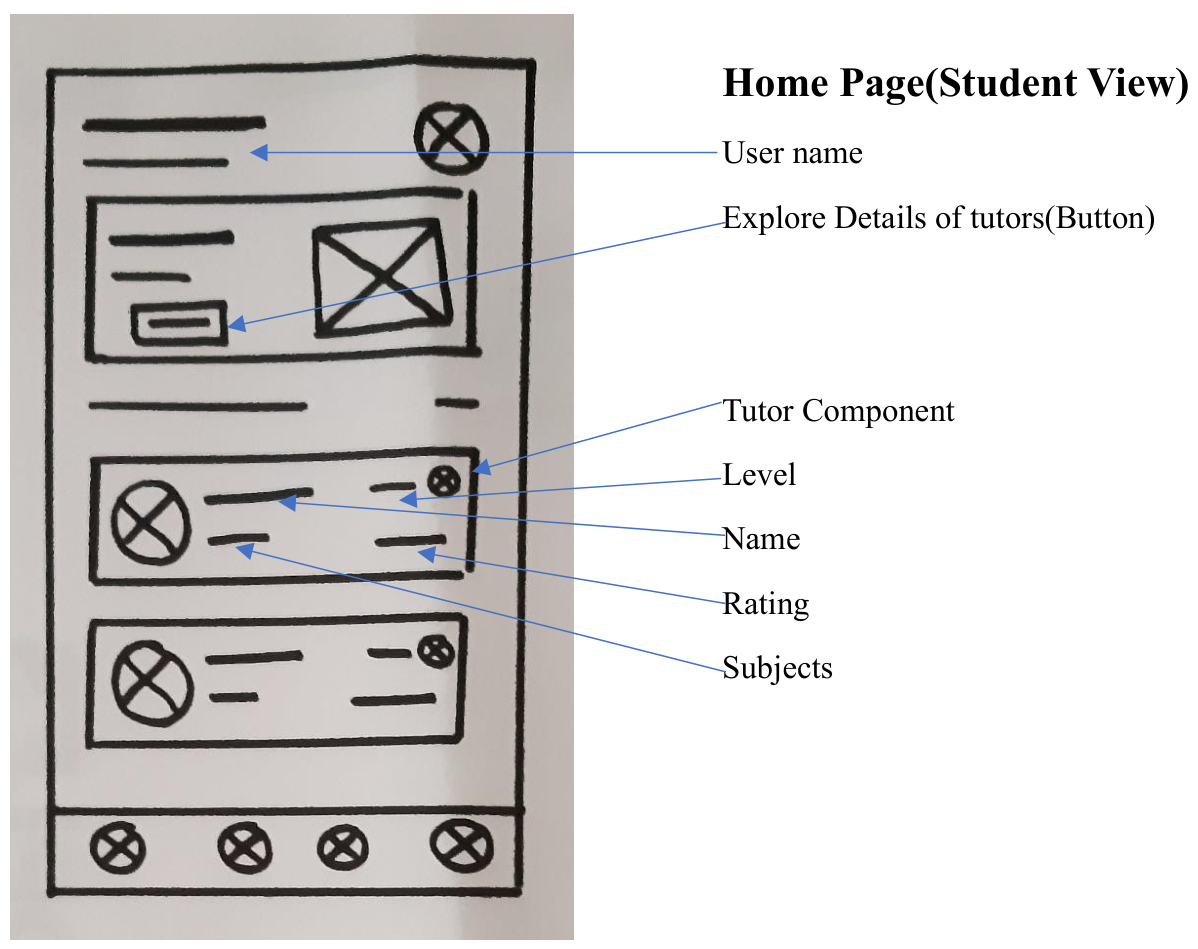 Home Page(Student View)
User name
Explore Details of tutors(Button)
Tutor Component
Level
Name
Rating
Subjects